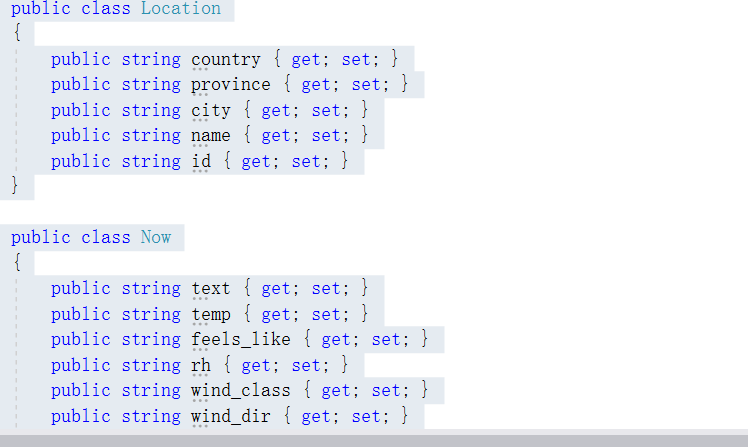 public class Location
{
public string country { get; set; }
public string province { get; set; }
public string city { get; set; }
public string name { get; set; }
public string id { get; set; }
}
public class Now
{
public string text { get; set; }
public string temp { get; set; }
public string feels_like { get; set; }
public string rh { get; set; }
public string wind_class { get; set; }
public string wind_dir { get; set; }